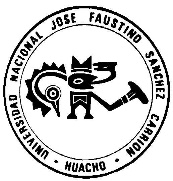 UNIVERSIDAD NACIONAL JOSE FAUSTINO SANCHEZ CARRION
· HUACHO ·